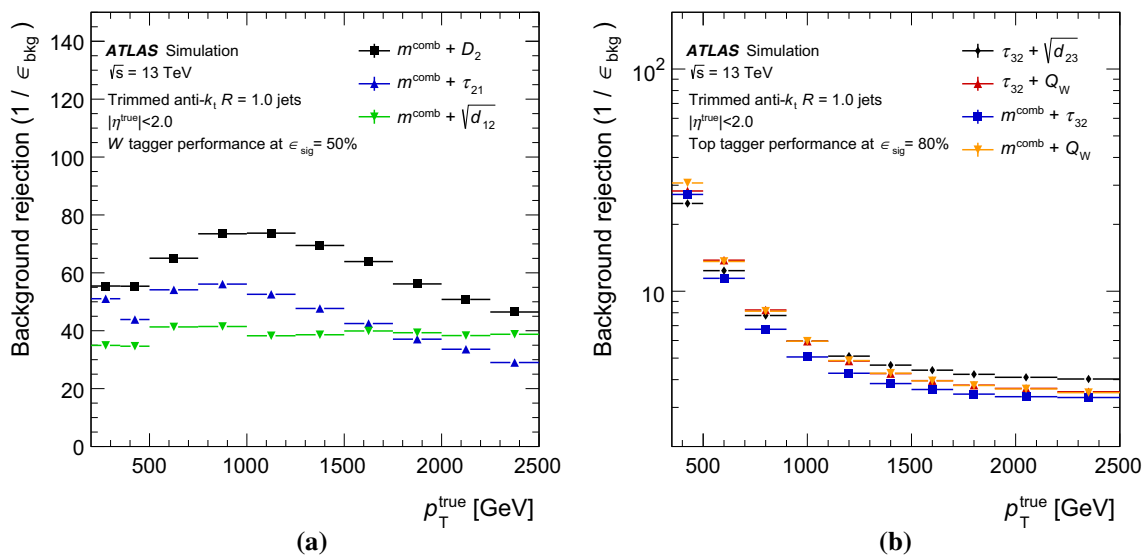 Background rejection (1 / ϵ_bkg)
140
120
100
80
60
40
20
0
ATLAS Simulation
√s = 13 TeV
Trimmed anti-k_t R = 1.0 jets
|η^true|<2.0
W tagger performance at ϵ_sig = 50%
m^comb + D_2
m^comb + τ_21
m^comb + √d_12
500 1000 1500 2000 2500
p_T^true [GeV]
(a)
Background rejection (1 / ϵ_bkg)
10^2
10
ATLAS Simulation
√s = 13 TeV
Trimmed anti-k_t R = 1.0 jets
|η^true|<2.0
Top tagger performance at ϵ_sig = 80%
τ_32 + √d_23
τ_32 + Q_W
m^comb + τ_32
m^comb + Q_W
500 1000 1500 2000 2500
p_T^true [GeV]
(b)